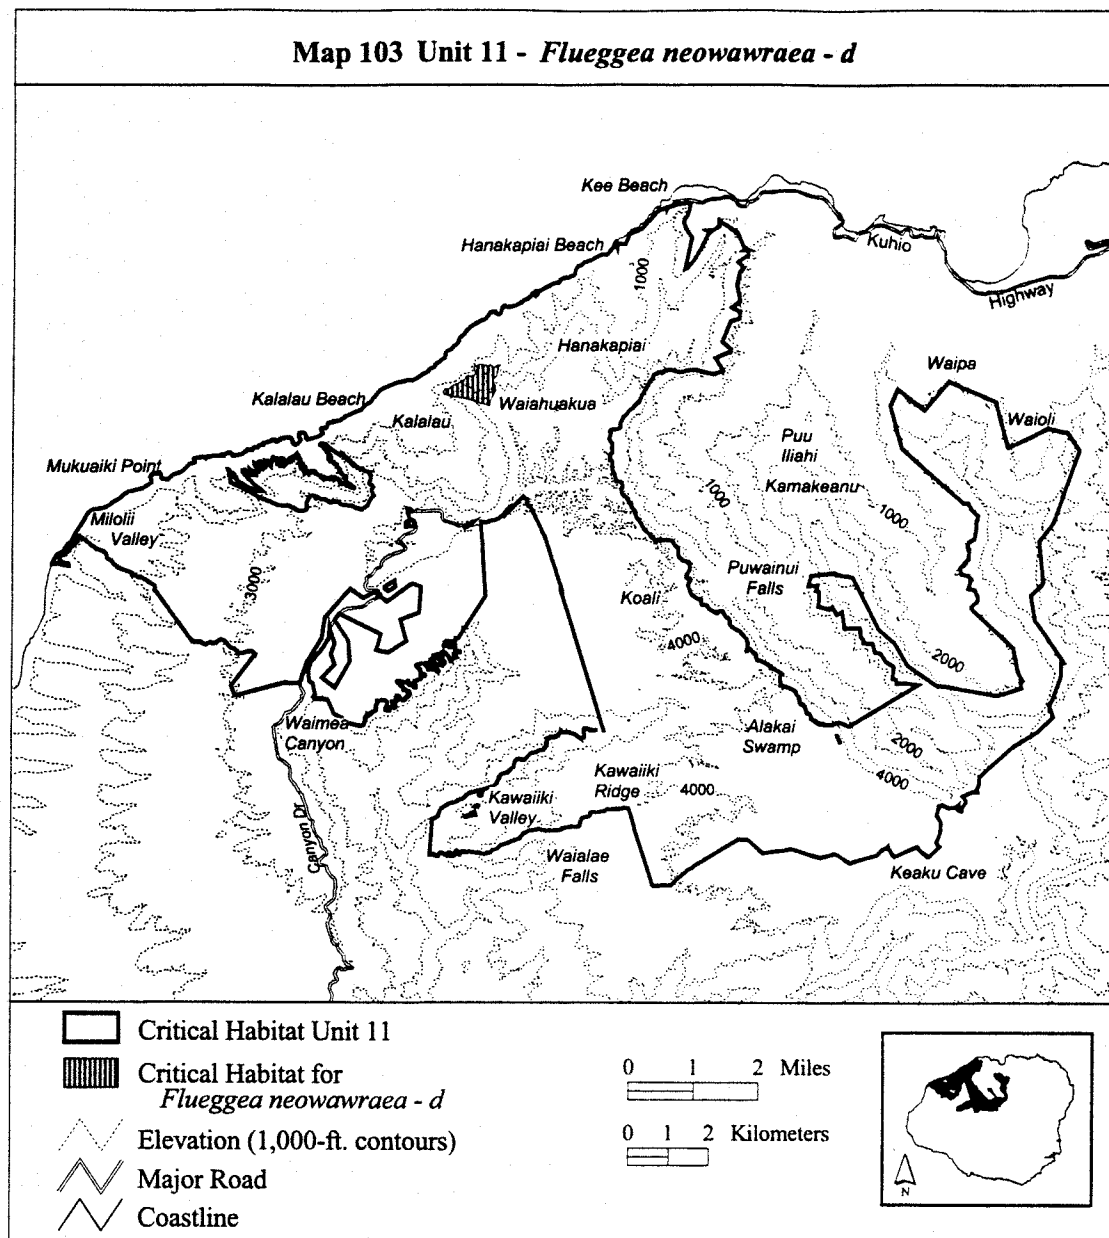 Map 103 Unit 11 - Flueggea neowawraea - d
Kee Beach
Hanakapiai Beach
Kuhio
Highway
1000
Hanakapiai
Waipa
Kalalau Beach
Waiahuakua
Kalalau
Waioli
Puu
Iliahi
Mukuaiki Point
Kamakeanu
1000
1000
Milolii
Valley
3000
Puwainui
Falls
Koali
4000
2000
Waimea
Canyon
Alakai
Swamp
2000
4000
Kawaiiki
Ridge
4000
Kawaiiki
Valley
Canyon Dr
Waialae
Falls
Keaku Cave
Critical Habitat Unit 11
Critical Habitat for
Flueggea neowawraea - d
Elevation (1,000-ft. contours)
Major Road
Coastline
0 1 2 Miles
0 1 2 Kilometers
N